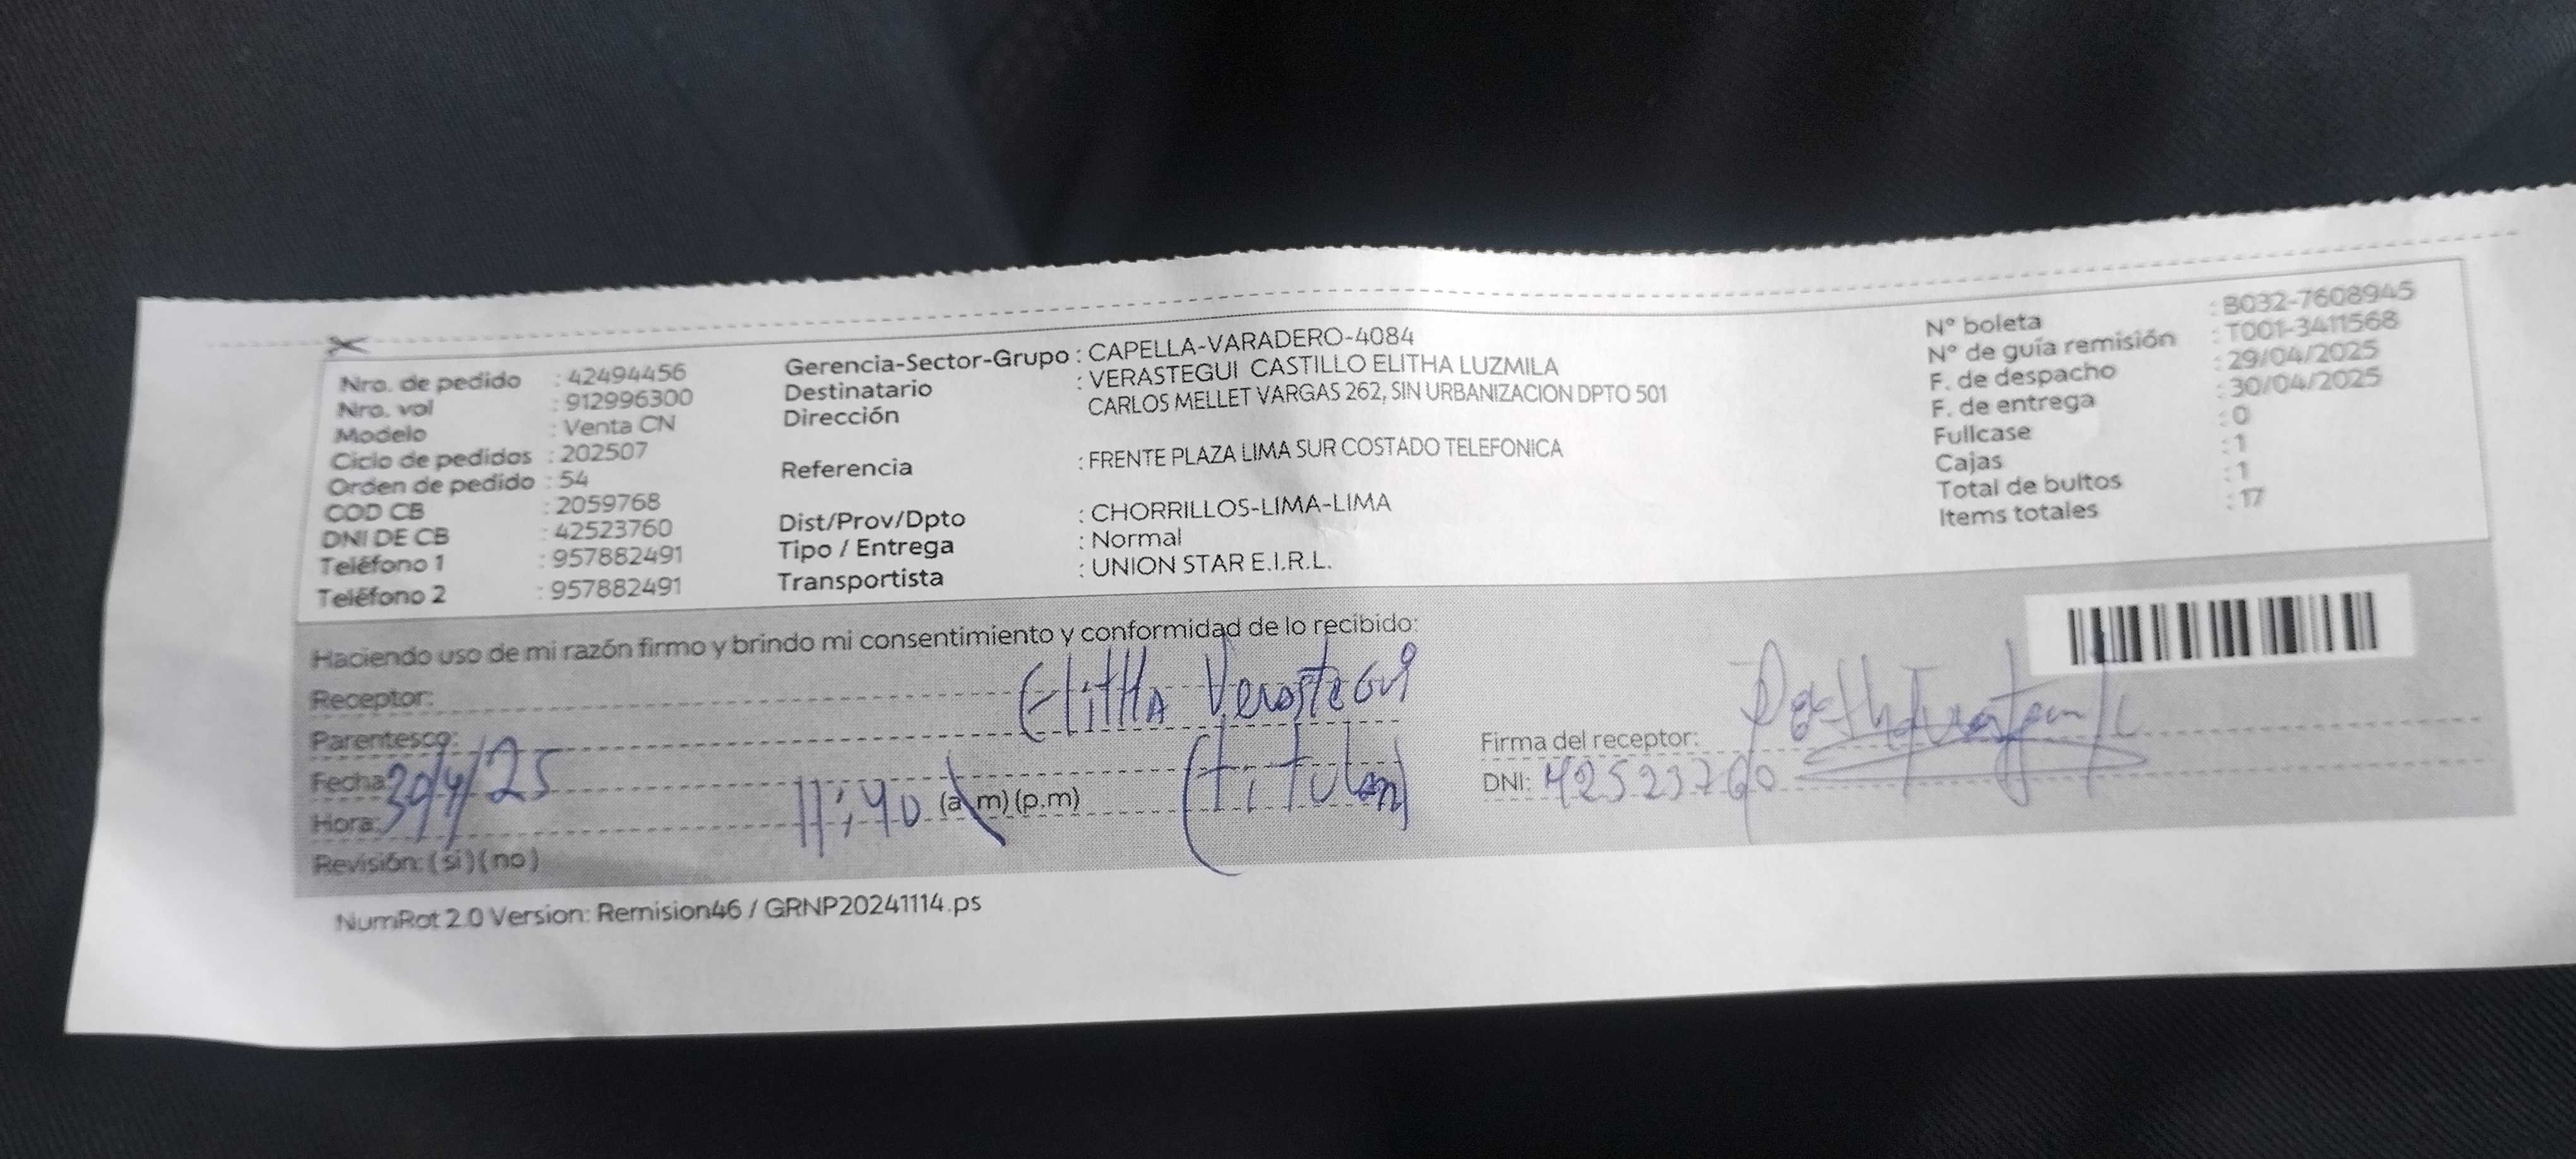 Nro. de pedido : 42494456
Nro. vol : 912996300
Modelo : Venta CN
Ciclo de pedidos : 202507
Orden de pedido : 54
COD CB : 2059768
DNI DE CB : 42523760
Teléfono 1 : 957882491
Teléfono 2 : 957882491
Gerencia-Sector-Grupo : CAPELLA-VARADERO-4084
Destinatario : VERASTEGUI CASTILLO ELITHA LUZMILA
Dirección CARLOS MELLET VARGAS 262, SIN URBANIZACION DPTO 501
Referencia : FRENTE PLAZA LIMA SUR COSTADO TELEFONICA
Dist/Prov/Dpto : CHORRILLOS-LIMA-LIMA
Tipo / Entrega : Normal
Transportista : UNION STAR E.I.R.L.
N° boleta : B032-7608945
N° de guía remisión : T001-3411568
F. de despacho : 29/04/2025
F. de entrega : 30/04/2025
Fullcase : 0
Cajas : 1
Total de bultos : 1
Items totales : 17
Haciendo uso de mi razón firmo y brindo mi consentimiento y conformidad de lo recibido:
Receptor: Elitha Verastegui
Parentesco: (titular)
Fecha: 30/4/25
Hora: 11:40 (a.m) (p.m)
Revisión: (si) (no)
Firma del receptor:
DNI: 42523760
NumRot 2.0 Version: Remision46 / GRNP20241114.ps